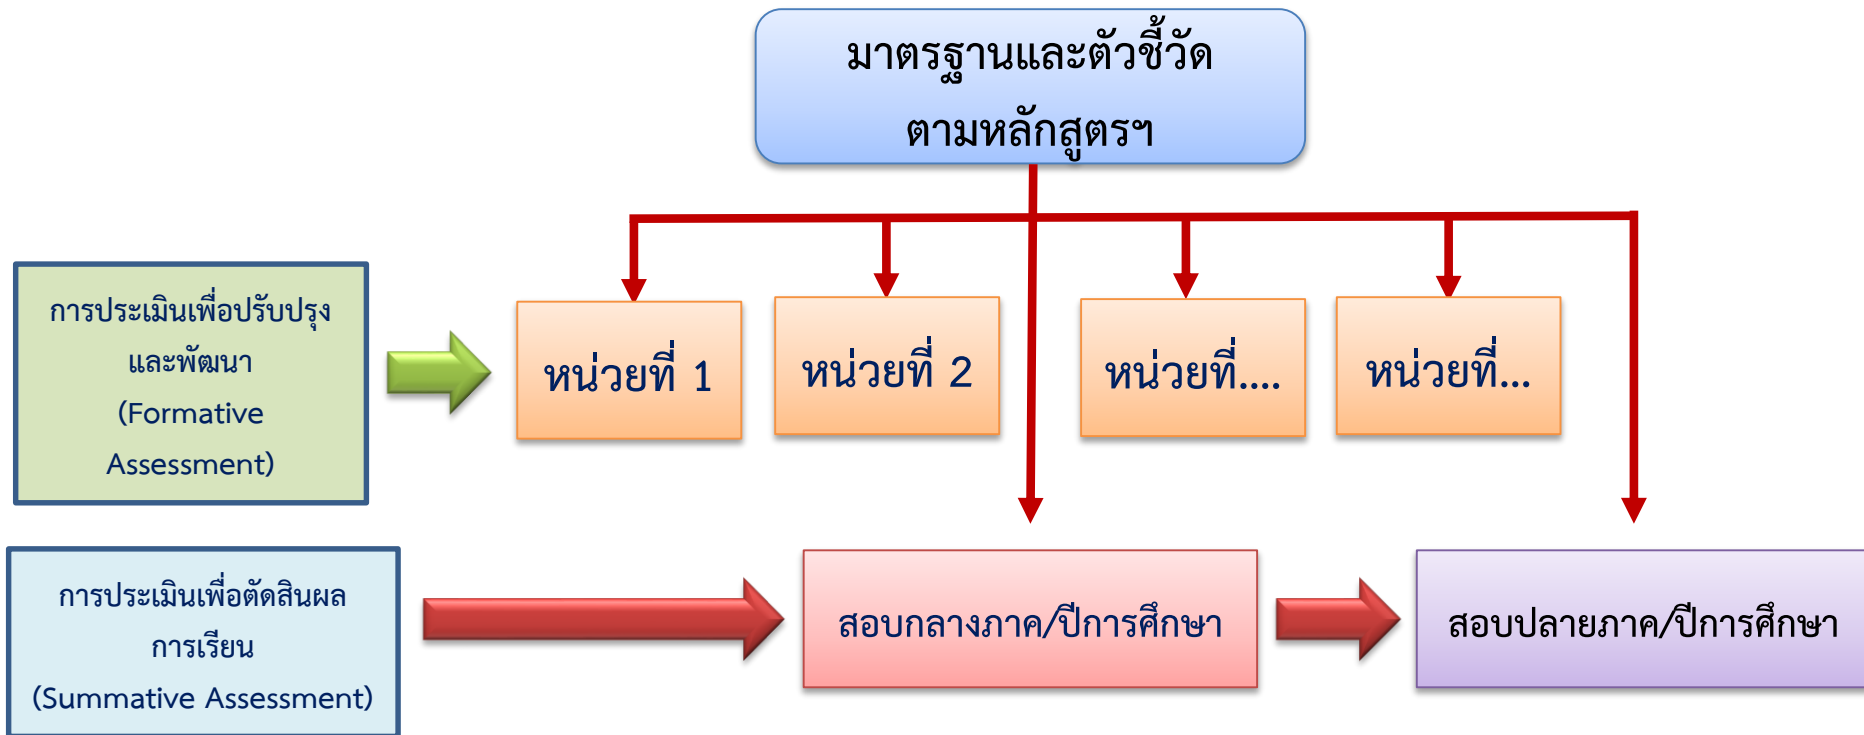 มาตรฐานและตัวชี้วัด
ตามหลักสูตรฯ
การประเมินเพื่อปรับปรุง
และพัฒนา
(Formative
Assessment)
หน่วยที่ 1
หน่วยที่ 2
หน่วยที่....
หน่วยที่...
การประเมินเพื่อตัดสินผล
การเรียน
(Summative Assessment)
สอบกลางภาค/ปีการศึกษา
สอบปลายภาค/ปีการศึกษา